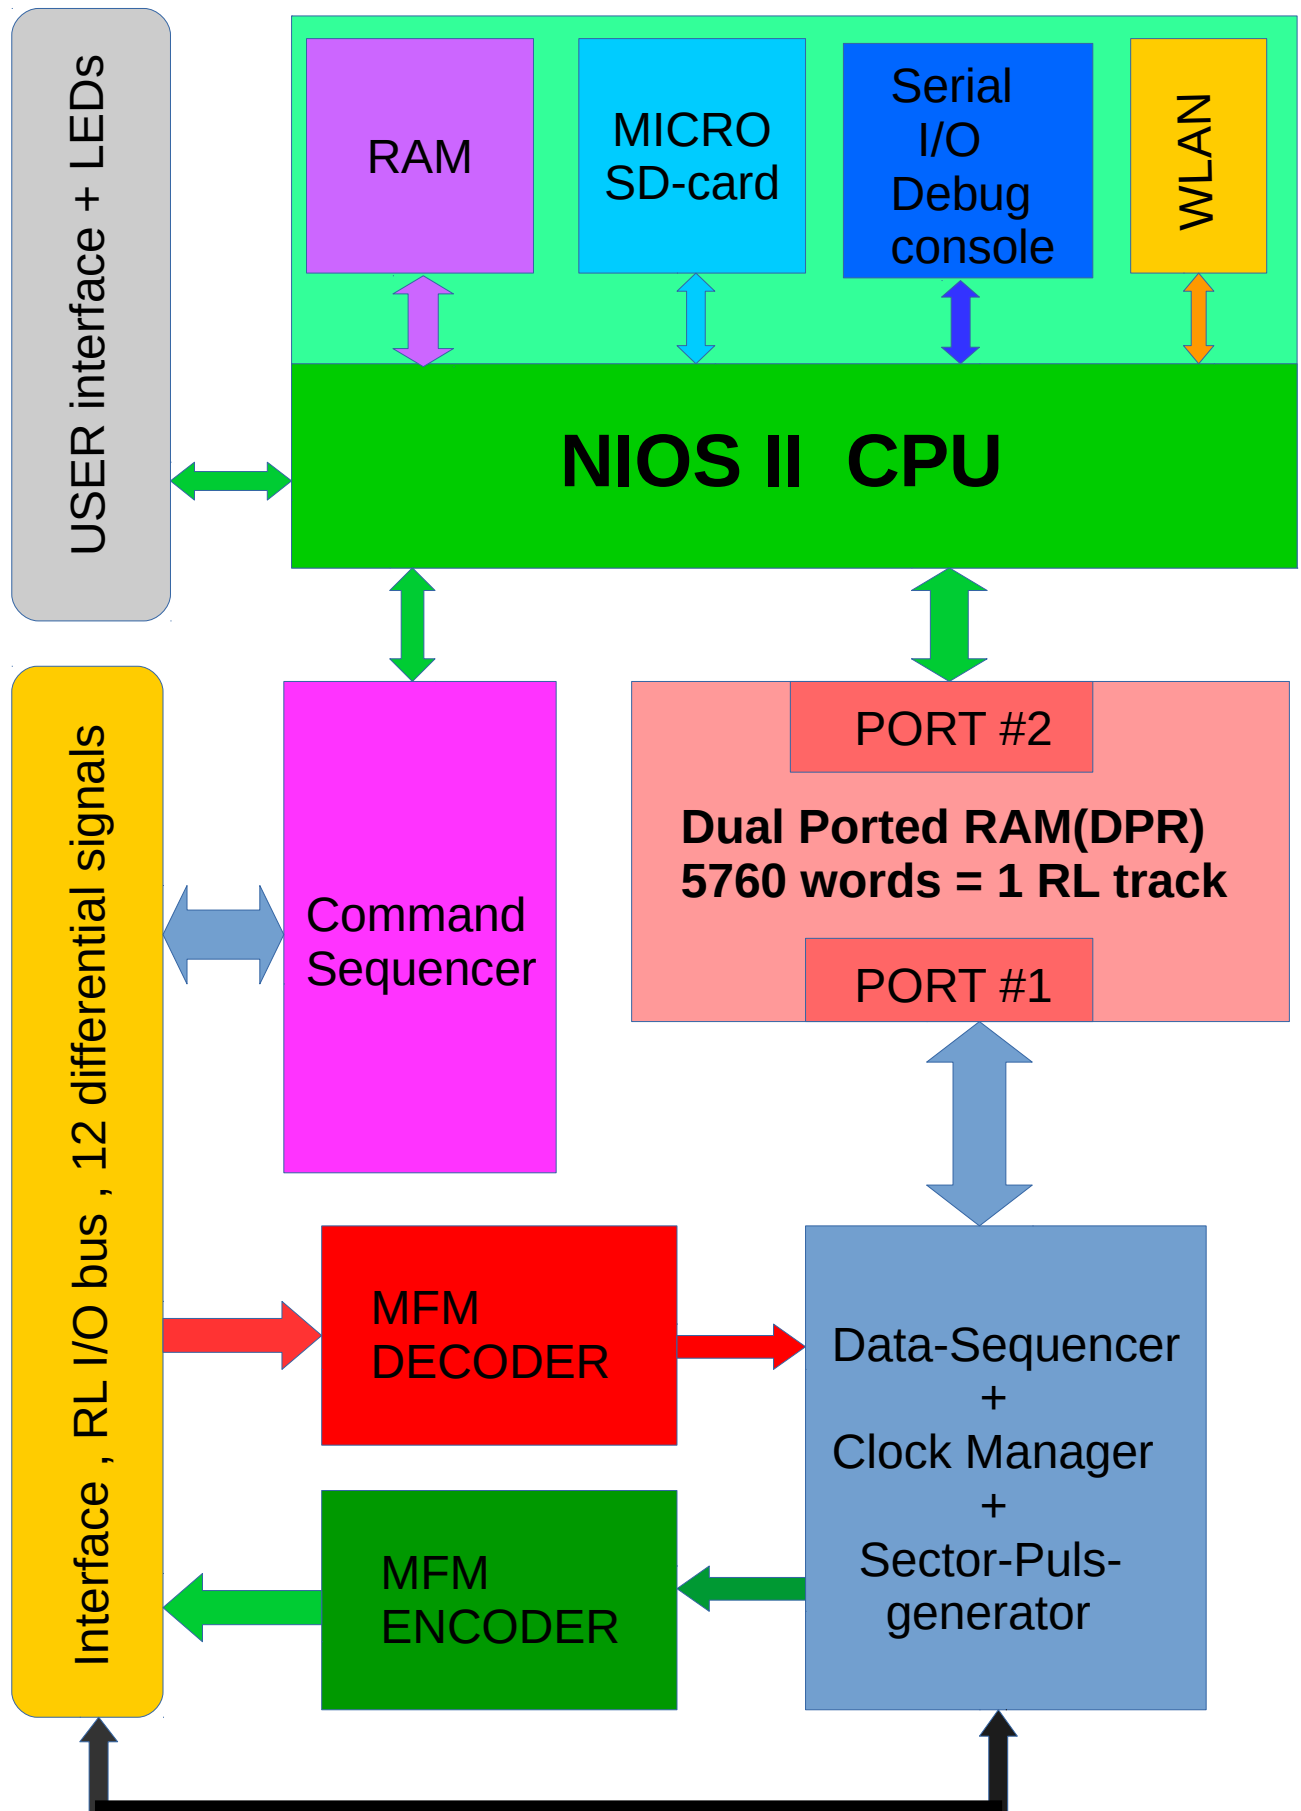 USER interface + LEDs
RAM
MICRO
SD-card
Serial
I/O
Debug
console
WLAN
NIOS II CPU
Interface , RL I/O bus , 12 differential signals
Command
Sequencer
PORT #2
Dual Ported RAM(DPR)
5760 words = 1 RL track
PORT #1
MFM
DECODER
MFM
ENCODER
Data-Sequencer
+
Clock Manager
+
Sector-Puls-
generator